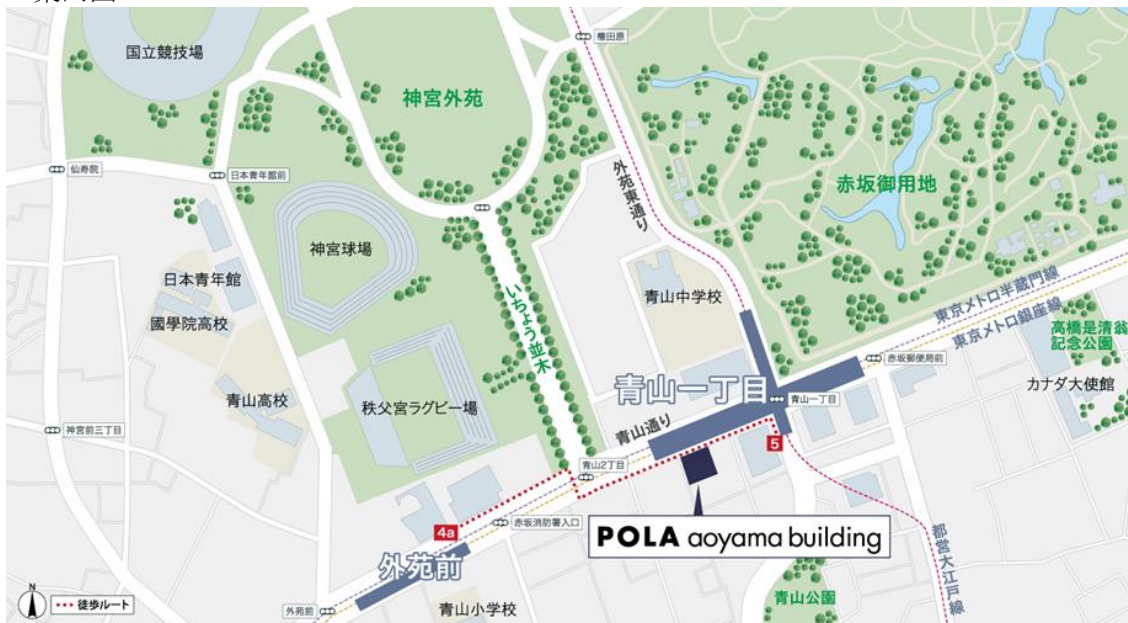 国立競技場
権田原
神宮外苑
仙寿院
日本青年館前
外苑東通り
赤坂御用地
神宮球場
日本青年館
國學院高校
いちょう並木
青山中学校
東京メトロ半蔵門線
東京メトロ銀座線
高橋是清翁
記念公園
赤坂郵便局前
カナダ大使館
青山高校
秩父宮ラグビー場
青山一丁目
青山一丁目
神宮前三丁目
青山通り
5
青山2丁目
4a
赤坂消防署入口
POLA aoyama building
外苑前
都営大江戸線
N
徒歩ルート
外苑前
青山小学校
青山公園